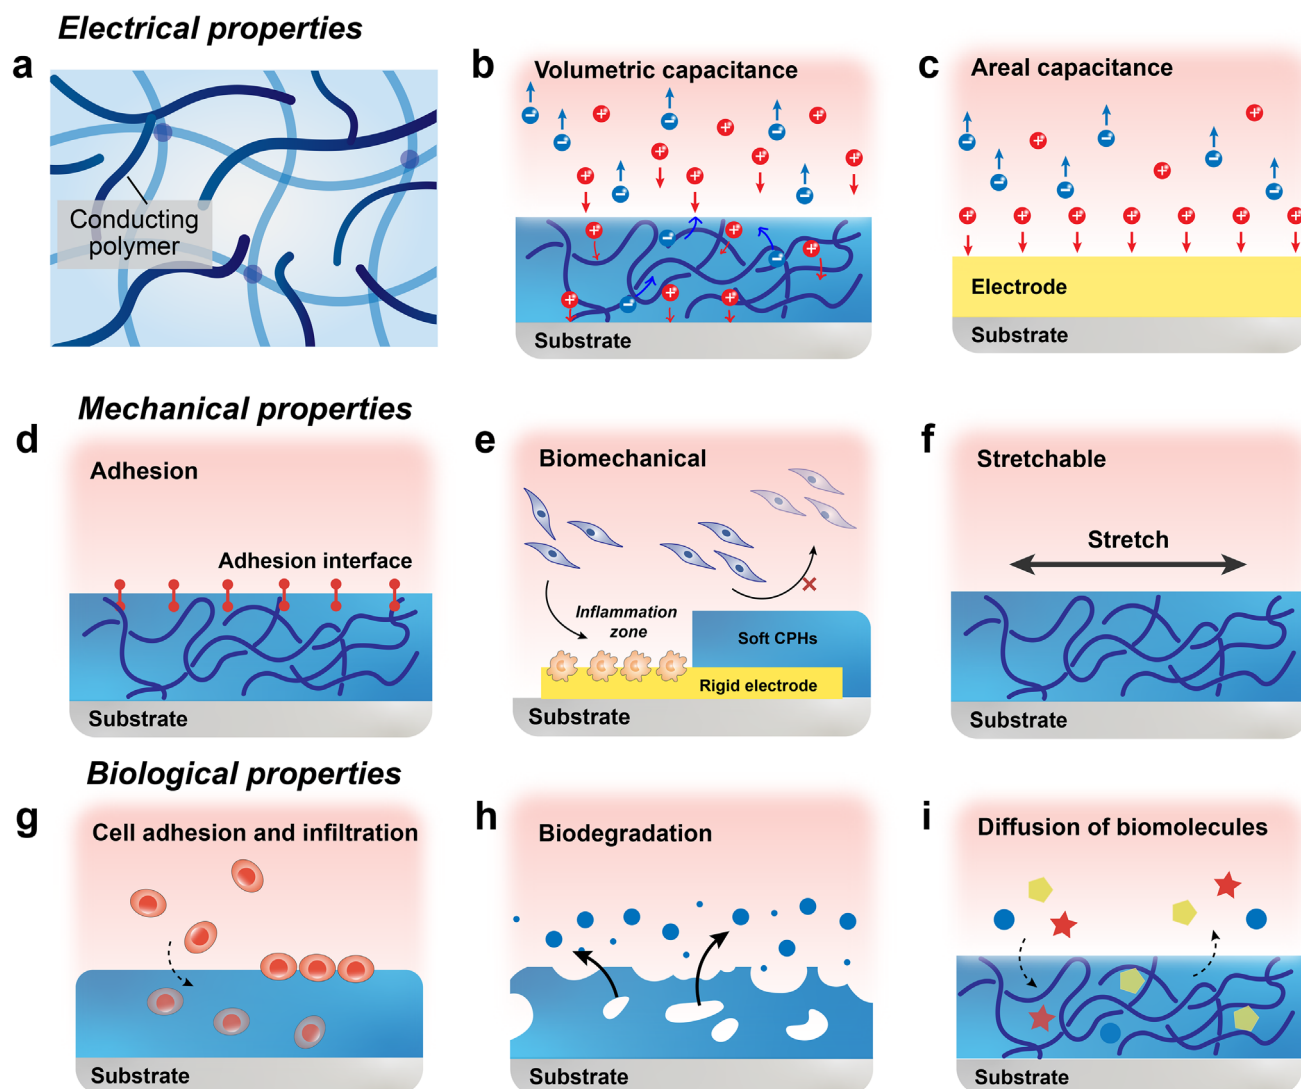 Electrical properties
a
Conducting
polymer
b
Volumetric capacitance
Substrate
c
Areal capacitance
Electrode
Substrate
Mechanical properties
d
Adhesion
Adhesion interface
Substrate
e
Biomechanical
Inflammation
zone
Soft CPHs
Rigid electrode
Substrate
f
Stretchable
Stretch
Substrate
Biological properties
g
Cell adhesion and infiltration
Substrate
h
Biodegradation
Substrate
i
Diffusion of biomolecules
Substrate